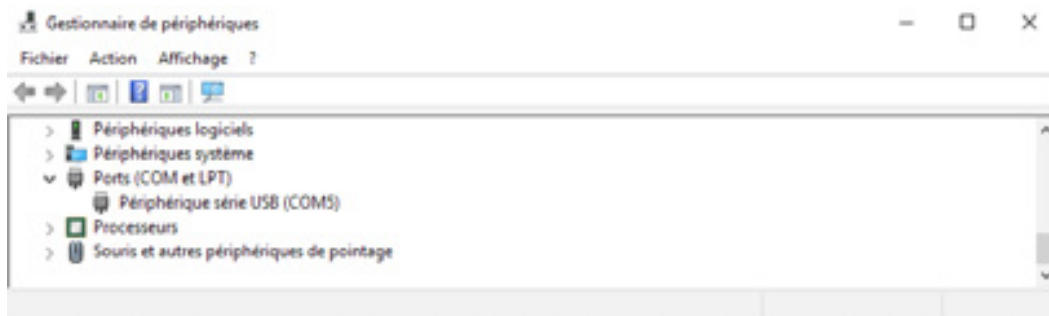 Gestionnaire de périphériques
Fichier Action Affichage ?
Périphériques logiciels
Périphériques système
Ports (COM et LPT)
Périphérique série USB (COM5)
Processeurs
Souris et autres périphériques de pointage